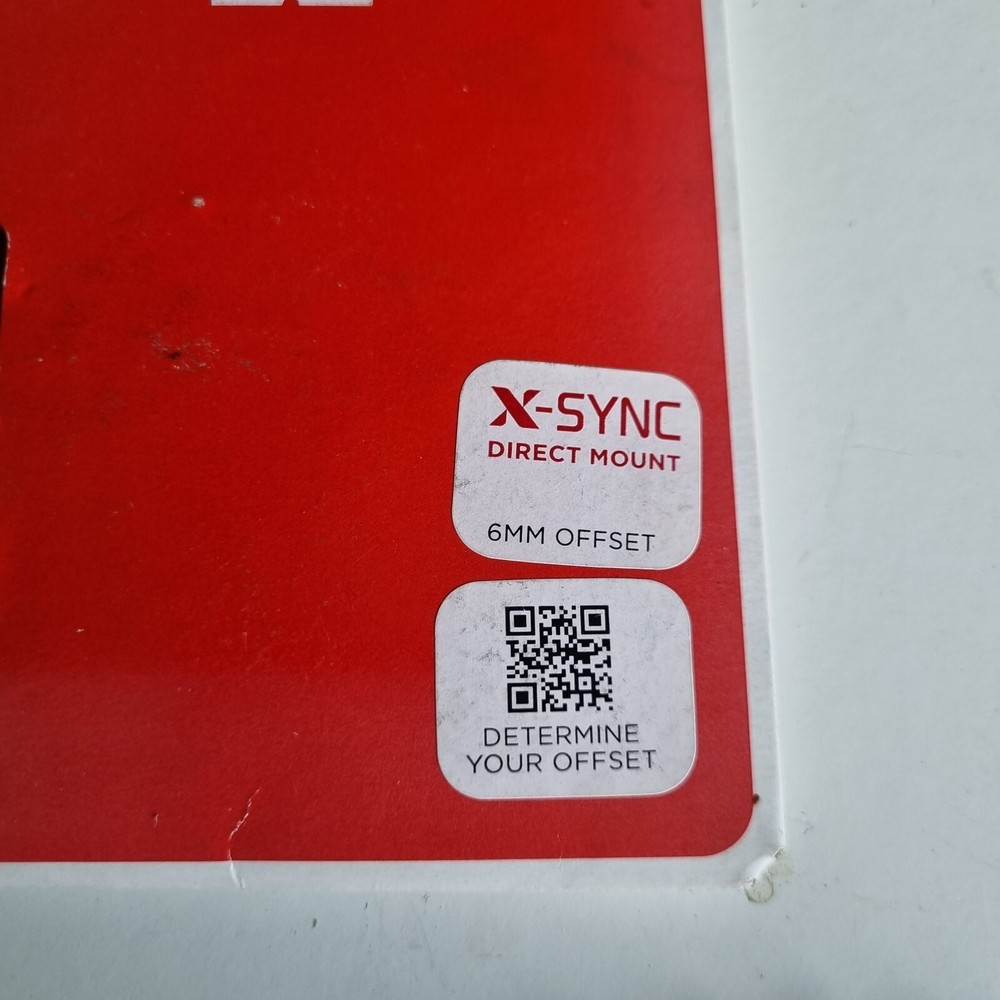 X-SYNC
DIRECT MOUNT
6MM OFFSET
DETERMINE
YOUR OFFSET